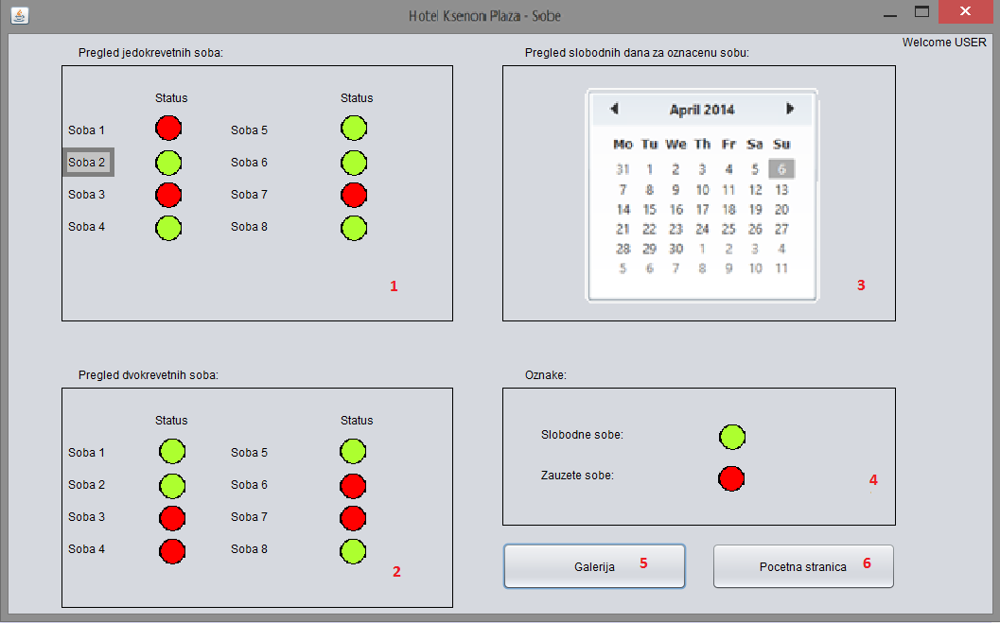 Hotel Ksenon Plaza - Sobe
Welcome USER
Pregled jedokrevetnih soba:
Status Status
Soba 1 Soba 5
Soba 2 Soba 6
Soba 3 Soba 7
Soba 4 Soba 8
1
Pregled slobodnih dana za oznacenu sobu:
April 2014
Mo Tu We Th Fr Sa Su
31 1 2 3 4 5 6
7 8 9 10 11 12 13
14 15 16 17 18 19 20
21 22 23 24 25 26 27
28 29 30 1 2 3 4
5 6 7 8 9 10 11
3
Pregled dvokrevetnih soba:
Status Status
Soba 1 Soba 5
Soba 2 Soba 6
Soba 3 Soba 7
Soba 4 Soba 8
2
Oznake:
Slobodne sobe:
Zauzete sobe:
4
Galerija 5
Pocetna stranica 6